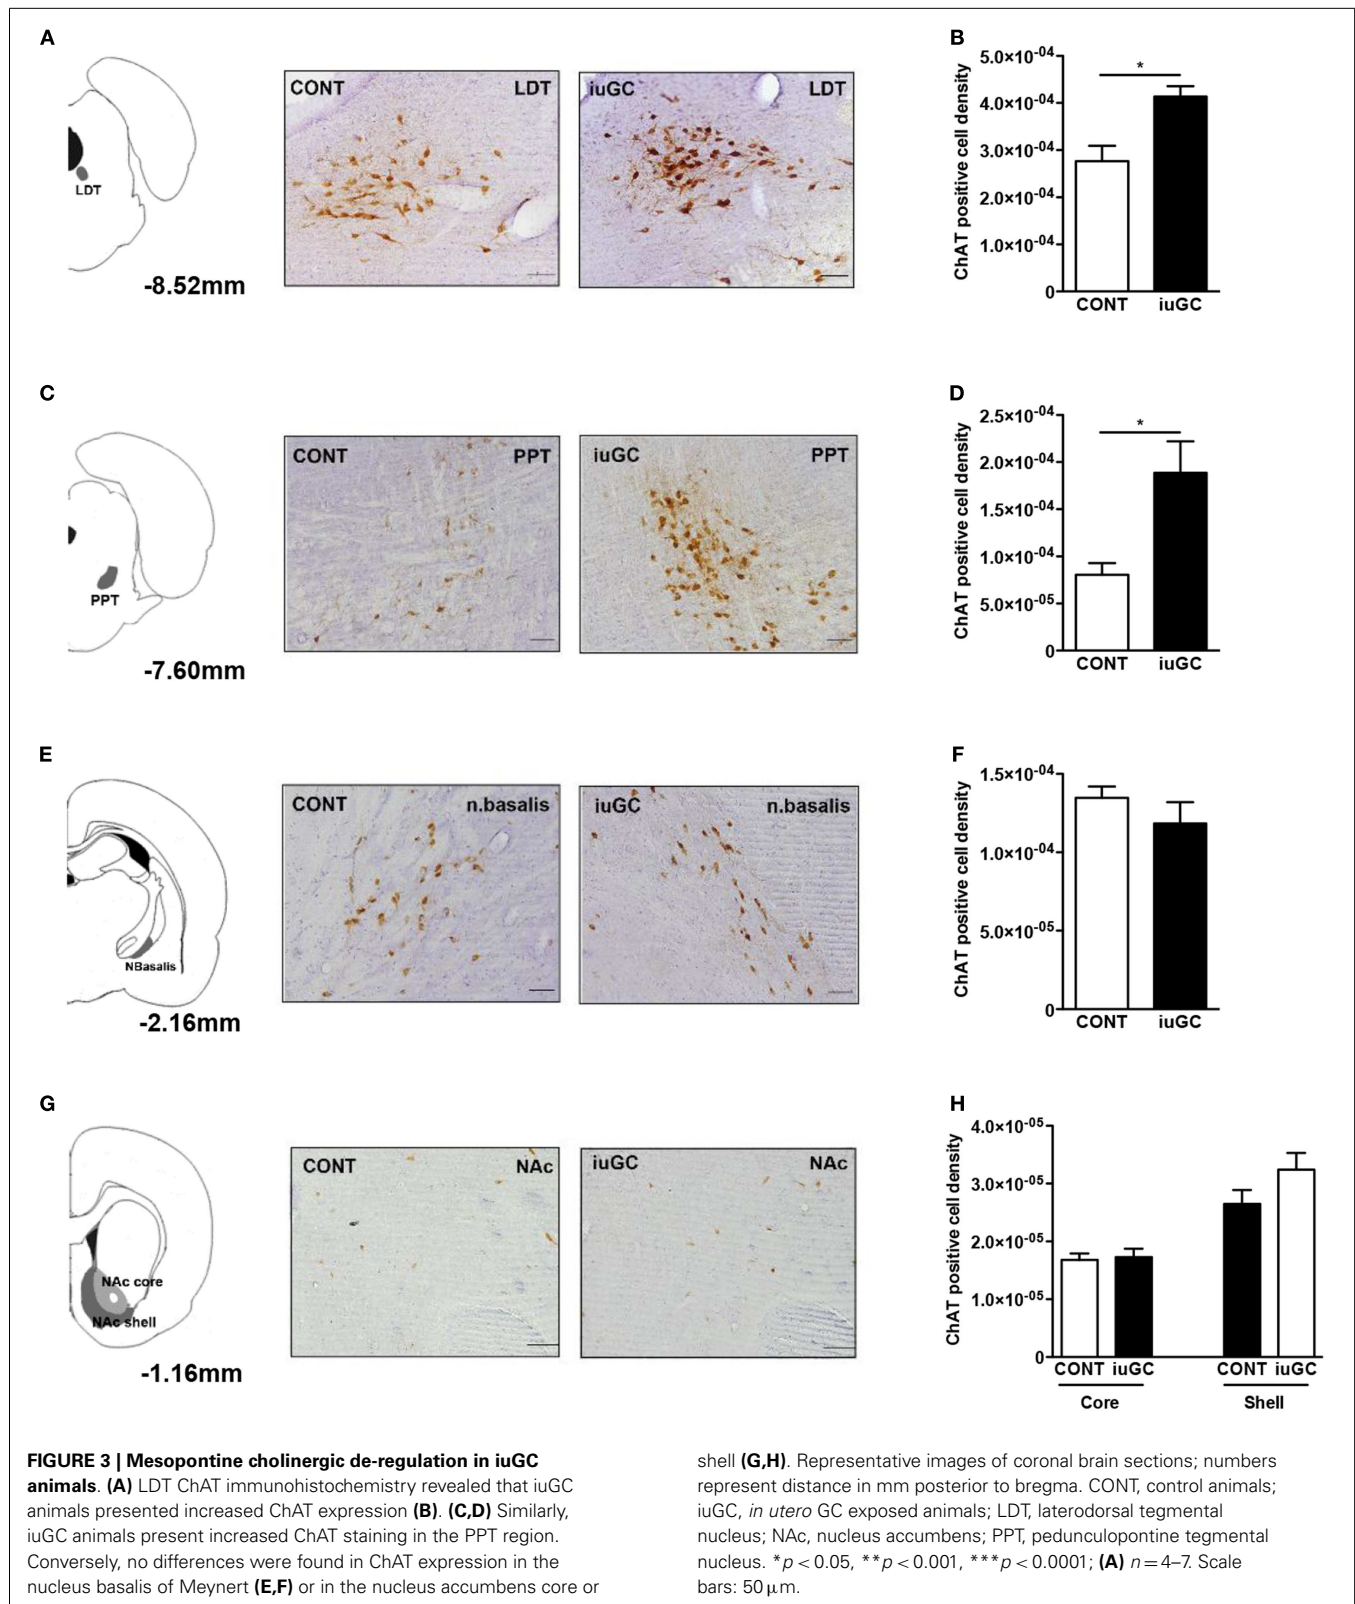 A
LDT
-8.52mm
CONT LDT
iuGC LDT
B
ChAT positive cell density
5.0×10⁻⁰⁴
4.0×10⁻⁰⁴
3.0×10⁻⁰⁴
2.0×10⁻⁰⁴
1.0×10⁻⁰⁴
0
*
CONT iuGC
C
PPT
-7.60mm
CONT PPT
iuGC PPT
D
ChAT positive cell density
2.5×10⁻⁰⁴
2.0×10⁻⁰⁴
1.5×10⁻⁰⁴
1.0×10⁻⁰⁴
5.0×10⁻⁰⁵
0
*
CONT iuGC
E
NBasalis
-2.16mm
CONT n.basalis
iuGC n.basalis
F
ChAT positive cell density
1.5×10⁻⁰⁴
1.0×10⁻⁰⁴
5.0×10⁻⁰⁵
0
CONT iuGC
G
NAc core
NAc shell
-1.16mm
CONT NAc
iuGC NAc
H
ChAT positive cell density
4.0×10⁻⁰⁵
3.0×10⁻⁰⁵
2.0×10⁻⁰⁵
1.0×10⁻⁰⁵
0
CONT iuGC CONT iuGC
Core Shell
FIGURE 3 | Mesopontine cholinergic de-regulation in iuGC
animals. (A) LDT ChAT immunohistochemistry revealed that iuGC
animals presented increased ChAT expression (B). (C,D) Similarly,
iuGC animals present increased ChAT staining in the PPT region.
Conversely, no differences were found in ChAT expression in the
nucleus basalis of Meynert (E,F) or in the nucleus accumbens core or
shell (G,H). Representative images of coronal brain sections; numbers
represent distance in mm posterior to bregma. CONT, control animals;
iuGC, in utero GC exposed animals; LDT, laterodorsal tegmental
nucleus; NAc, nucleus accumbens; PPT, pedunculopontine tegmental
nucleus. *p < 0.05, **p < 0.001, ***p < 0.0001; (A) n = 4–7. Scale
bars: 50 μm.